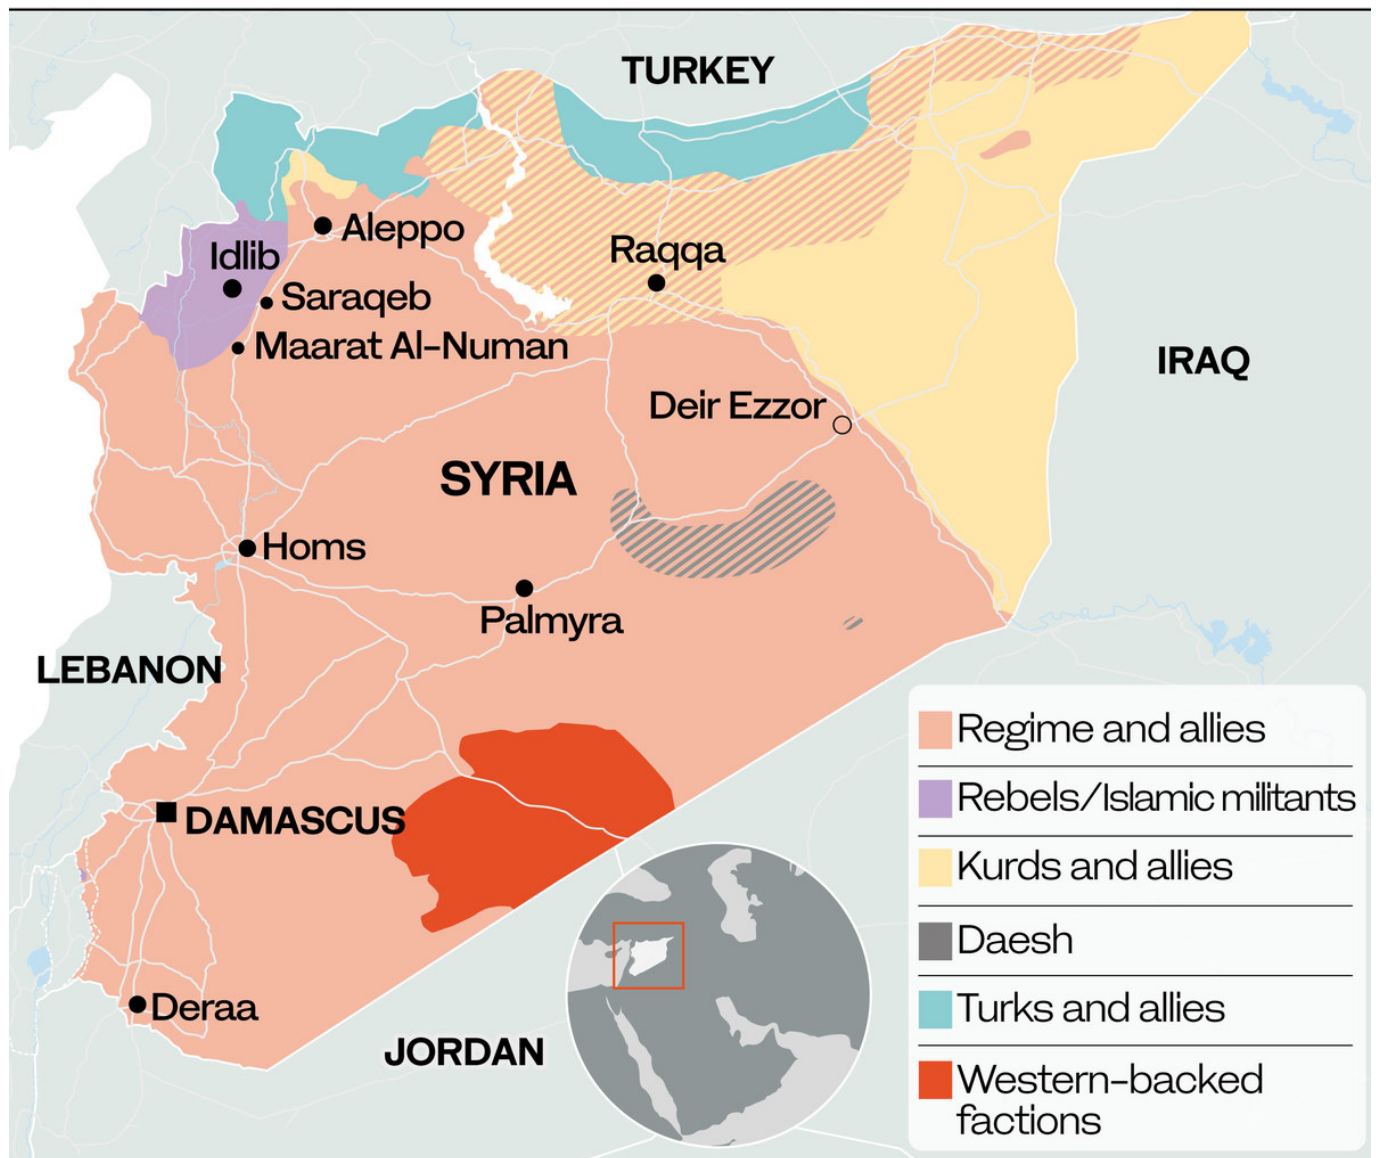 TURKEY
Aleppo
Idlib
Raqqa
Saraqeb
Maarat Al-Numan
IRAQ
Deir Ezzor
SYRIA
Homs
Palmyra
LEBANON
DAMASCUS
Deraa
JORDAN
Regime and allies
Rebels/Islamic militants
Kurds and allies
Daesh
Turks and allies
Western-backed
factions